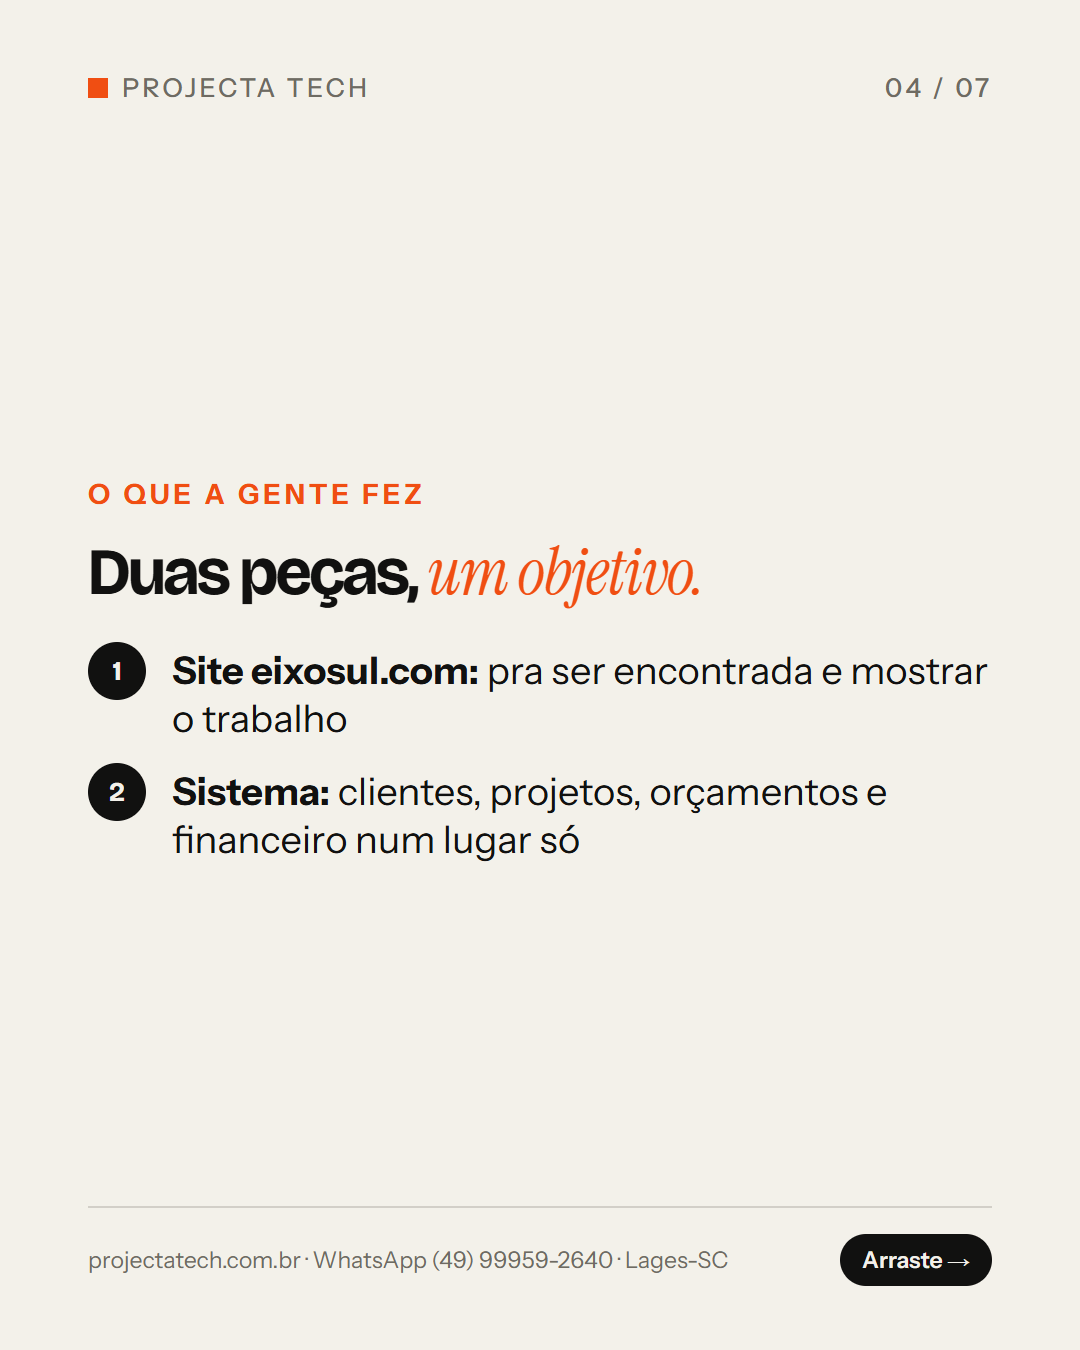 PROJECTA TECH
04 / 07
O QUE A GENTE FEZ
Duas peças, um objetivo.
1 Site eixosul.com: pra ser encontrada e mostrar
o trabalho
2 Sistema: clientes, projetos, orçamentos e
financeiro num lugar só
projectatech.com.br · WhatsApp (49) 99959-2640 · Lages-SC
Arraste →